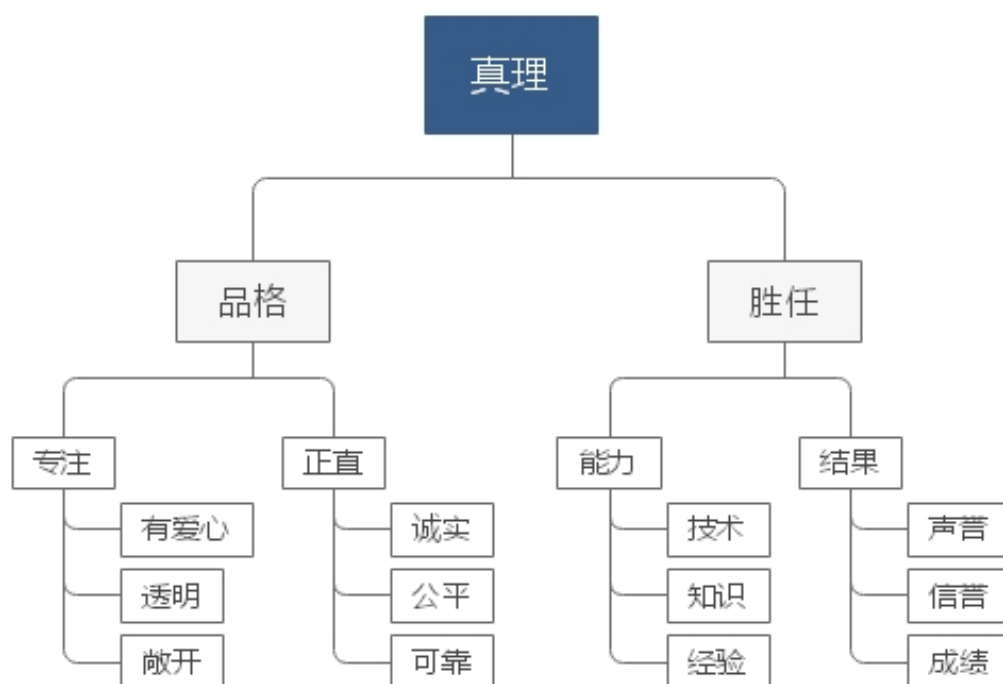 真理
品格
胜任
专注
正直
能力
结果
有爱心
诚实
技术
声誉
透明
公平
知识
信誉
敞开
可靠
经验
成绩